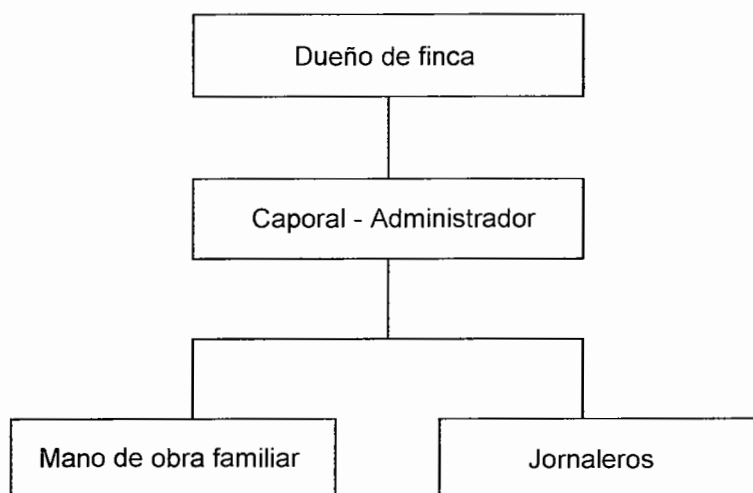 Dueño de finca
Caporal - Administrador
Mano de obra familiar
Jornaleros